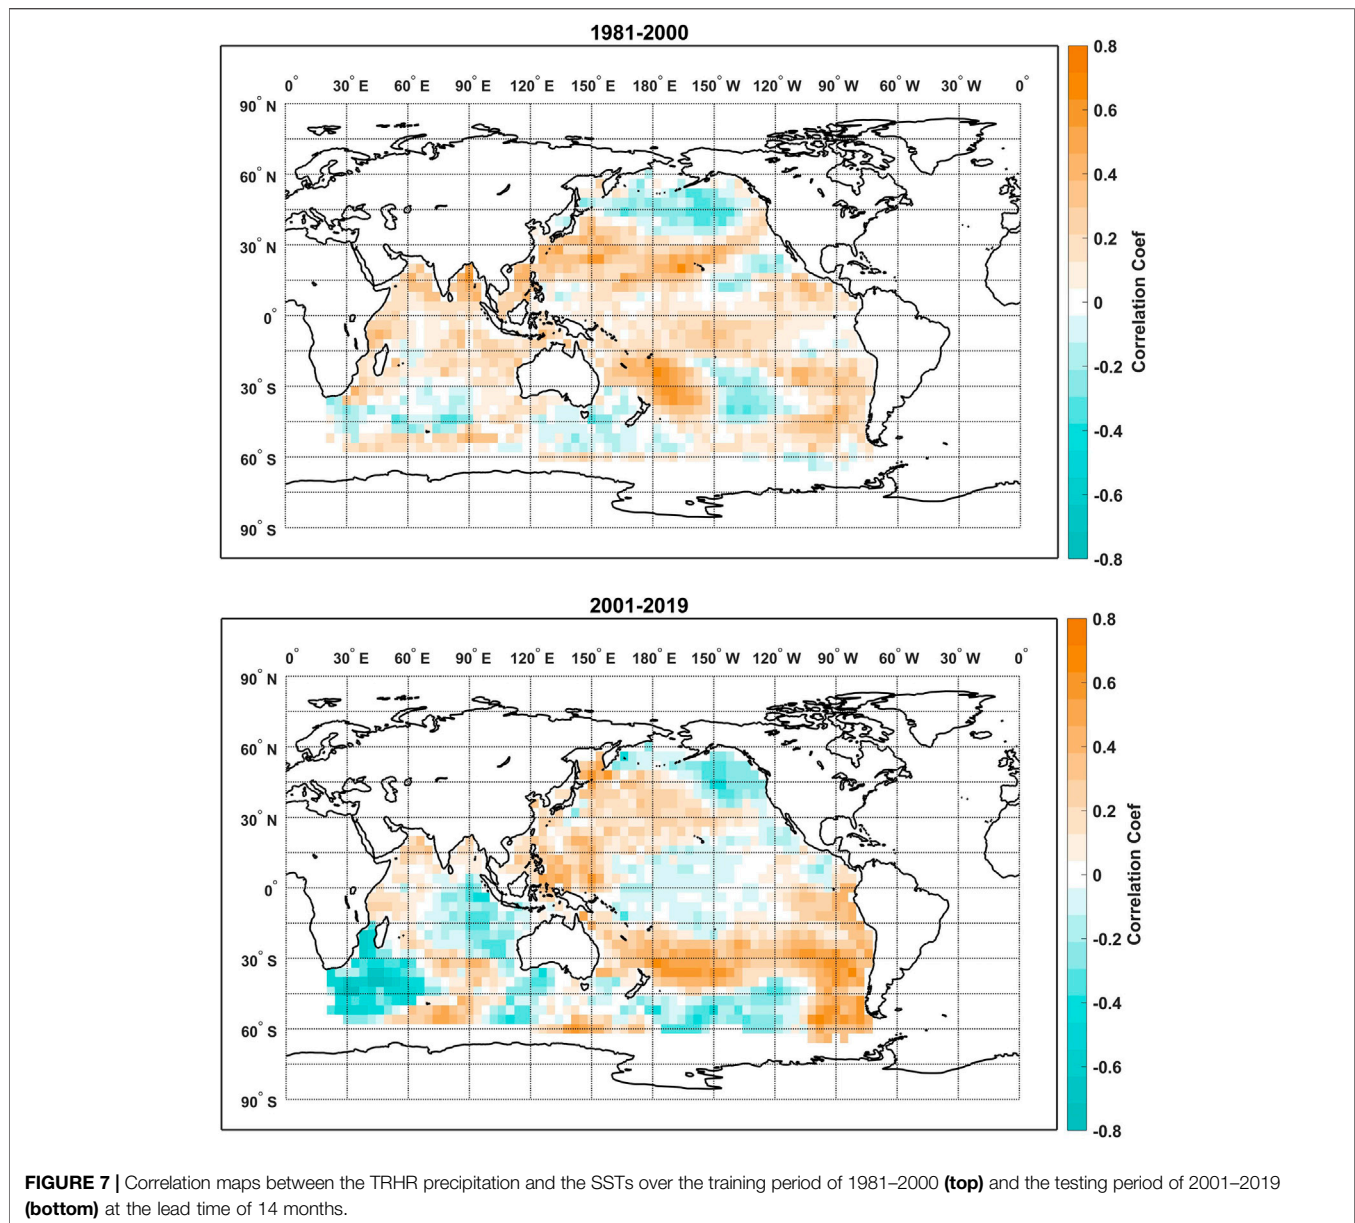 1981-2000
0° 30° E 60° E 90° E 120° E 150° E 180° E 150° W 120° W 90° W 60° W 30° W 0°
90° N
60° N
30° N
0°
30° S
60° S
90° S
0.8
0.6
0.4
0.2
0
-0.2
-0.4
-0.6
-0.8
Correlation Coef
2001-2019
0° 30° E 60° E 90° E 120° E 150° E 180° E 150° W 120° W 90° W 60° W 30° W 0°
90° N
60° N
30° N
0°
30° S
60° S
90° S
0.8
0.6
0.4
0.2
0
-0.2
-0.4
-0.6
-0.8
Correlation Coef
FIGURE 7 | Correlation maps between the TRHR precipitation and the SSTs over the training period of 1981–2000 (top) and the testing period of 2001–2019
(bottom) at the lead time of 14 months.